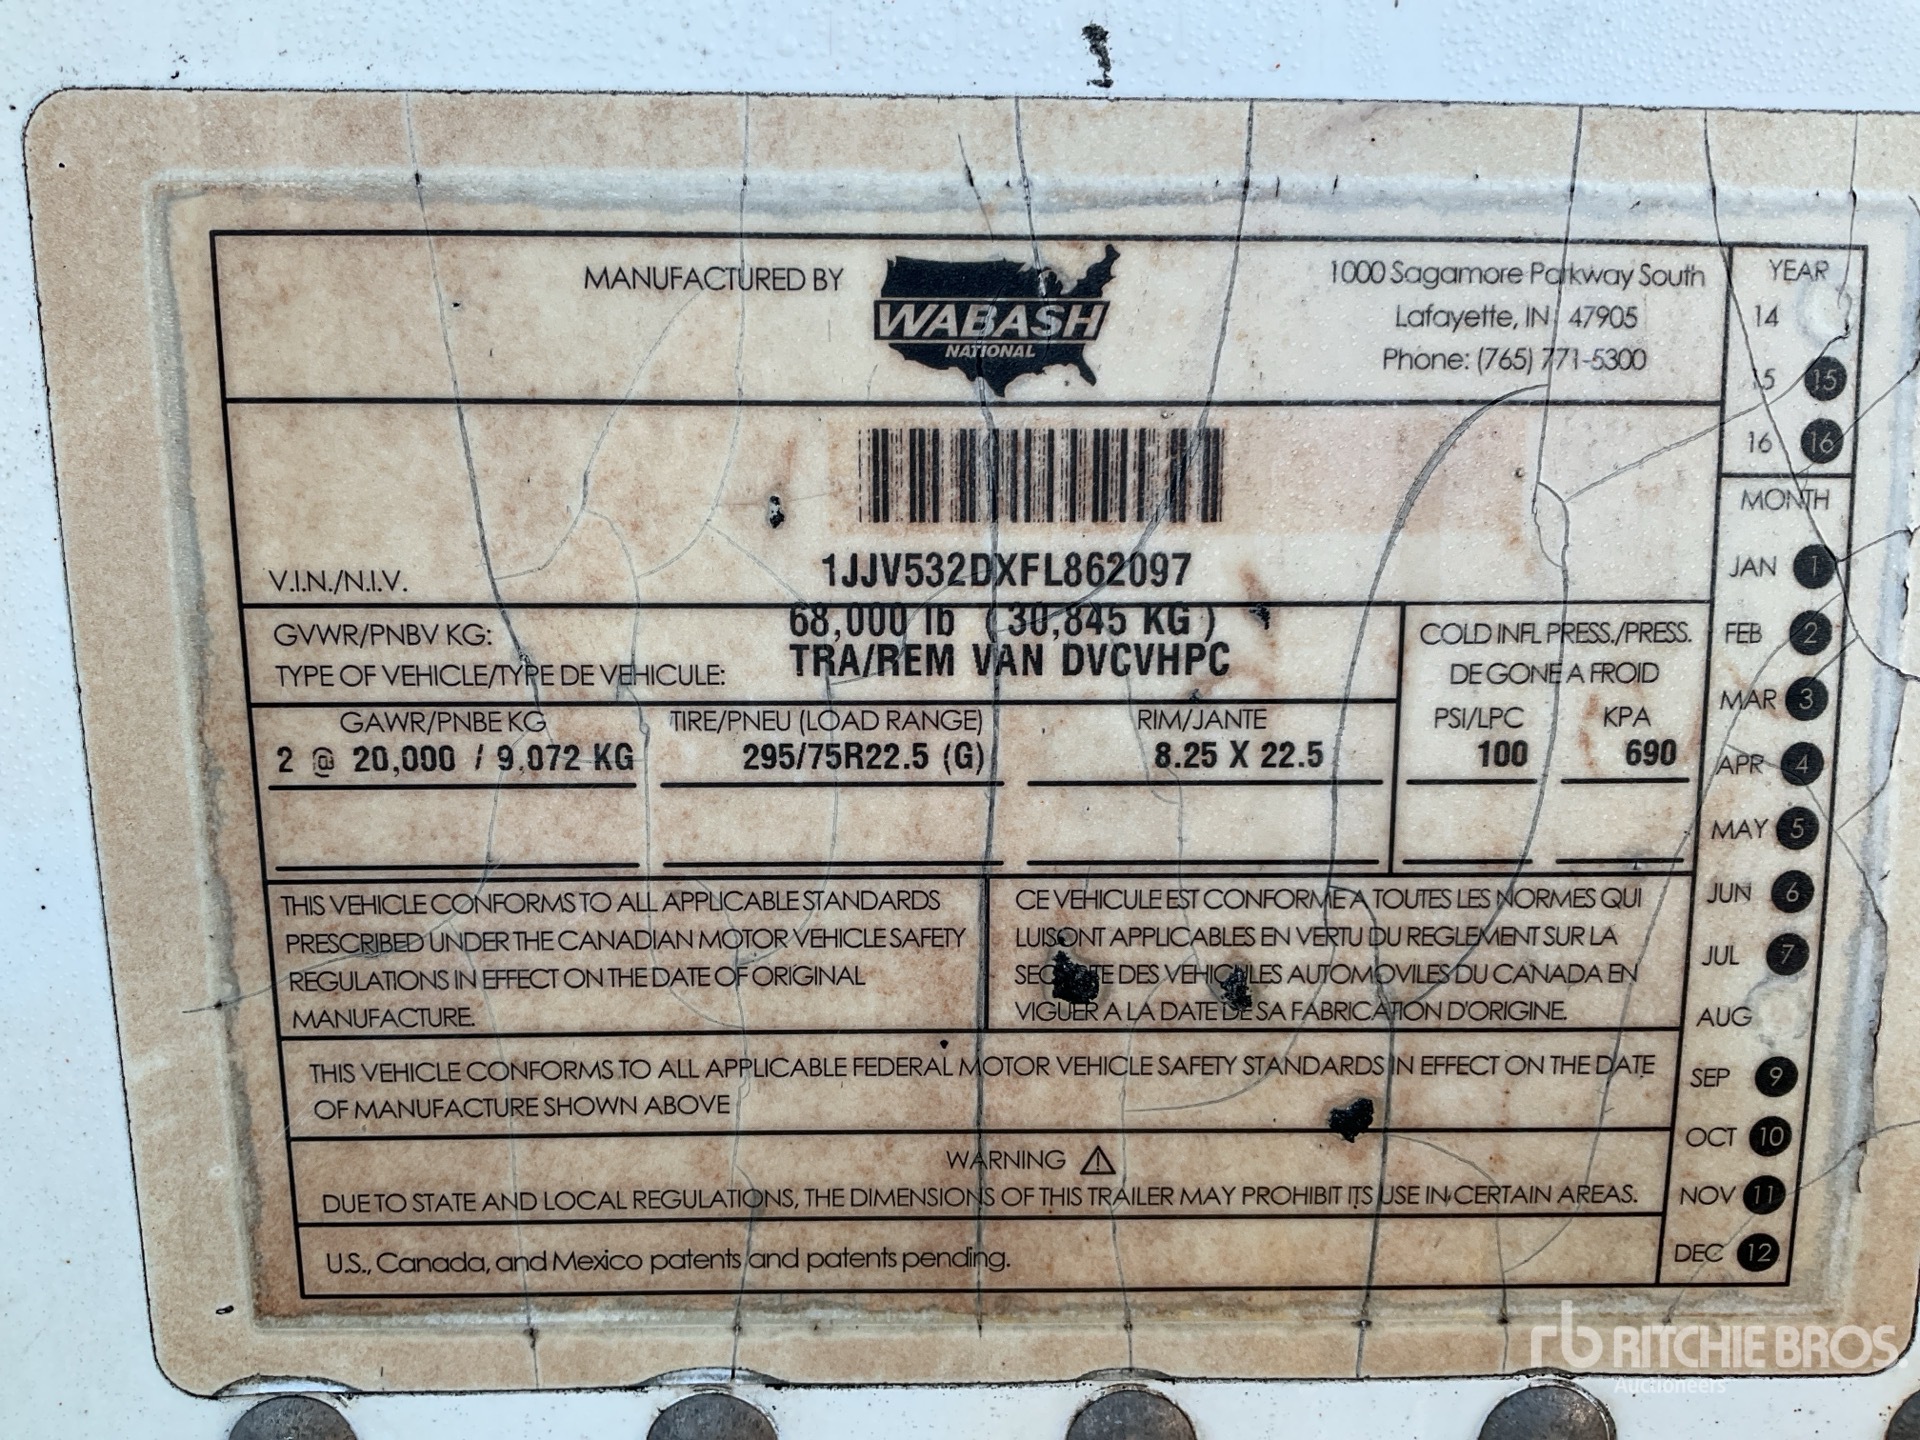 MANUFACTURED BY
WABASH
NATIONAL
1000 Sagamore Parkway South
Lafayette, IN 47905
Phone: (765) 771-5300
YEAR
14
15 15
16 16
V.I.N./N.I.V.
1JJV532DXFL862097
GVWR/PNBV KG:
68,000 lb ( 30,845 KG )
TYPE OF VEHICLE/TYPE DE VEHICULE:
TRA/REM VAN DVCVHPC
COLD INFL PRESS./PRESS.
DE GONE A FROID
GAWR/PNBE KG
TIRE/PNEU (LOAD RANGE)
RIM/JANTE
PSI/LPC
KPA
2 @ 20,000 / 9,072 KG
295/75R22.5 (G)
8.25 X 22.5
100
690
THIS VEHICLE CONFORMS TO ALL APPLICABLE STANDARDS
PRESCRIBED UNDER THE CANADIAN MOTOR VEHICLE SAFETY
REGULATIONS IN EFFECT ON THE DATE OF ORIGINAL
MANUFACTURE.
CE VEHICULE EST CONFORME A TOUTES LES NORMES QUI
LUI SONT APPLICABLES EN VERTU DU REGLEMENT SUR LA
SECURITE DES VEHICULES AUTOMOVILES DU CANADA EN
VIGUER A LA DATE DE SA FABRICATION D'ORIGINE.
THIS VEHICLE CONFORMS TO ALL APPLICABLE FEDERAL MOTOR VEHICLE SAFETY STANDARDS IN EFFECT ON THE DATE
OF MANUFACTURE SHOWN ABOVE
WARNING
DUE TO STATE AND LOCAL REGULATIONS, THE DIMENSIONS OF THIS TRAILER MAY PROHIBIT ITS USE IN CERTAIN AREAS.
U.S., Canada, and Mexico patents and patents pending.
MONTH
JAN 1
FEB 2
MAR 3
APR 4
MAY 5
JUN 6
JUL 7
AUG
SEP 9
OCT 10
NOV 11
DEC 12
rb RITCHIE BROS.
Auctioneers